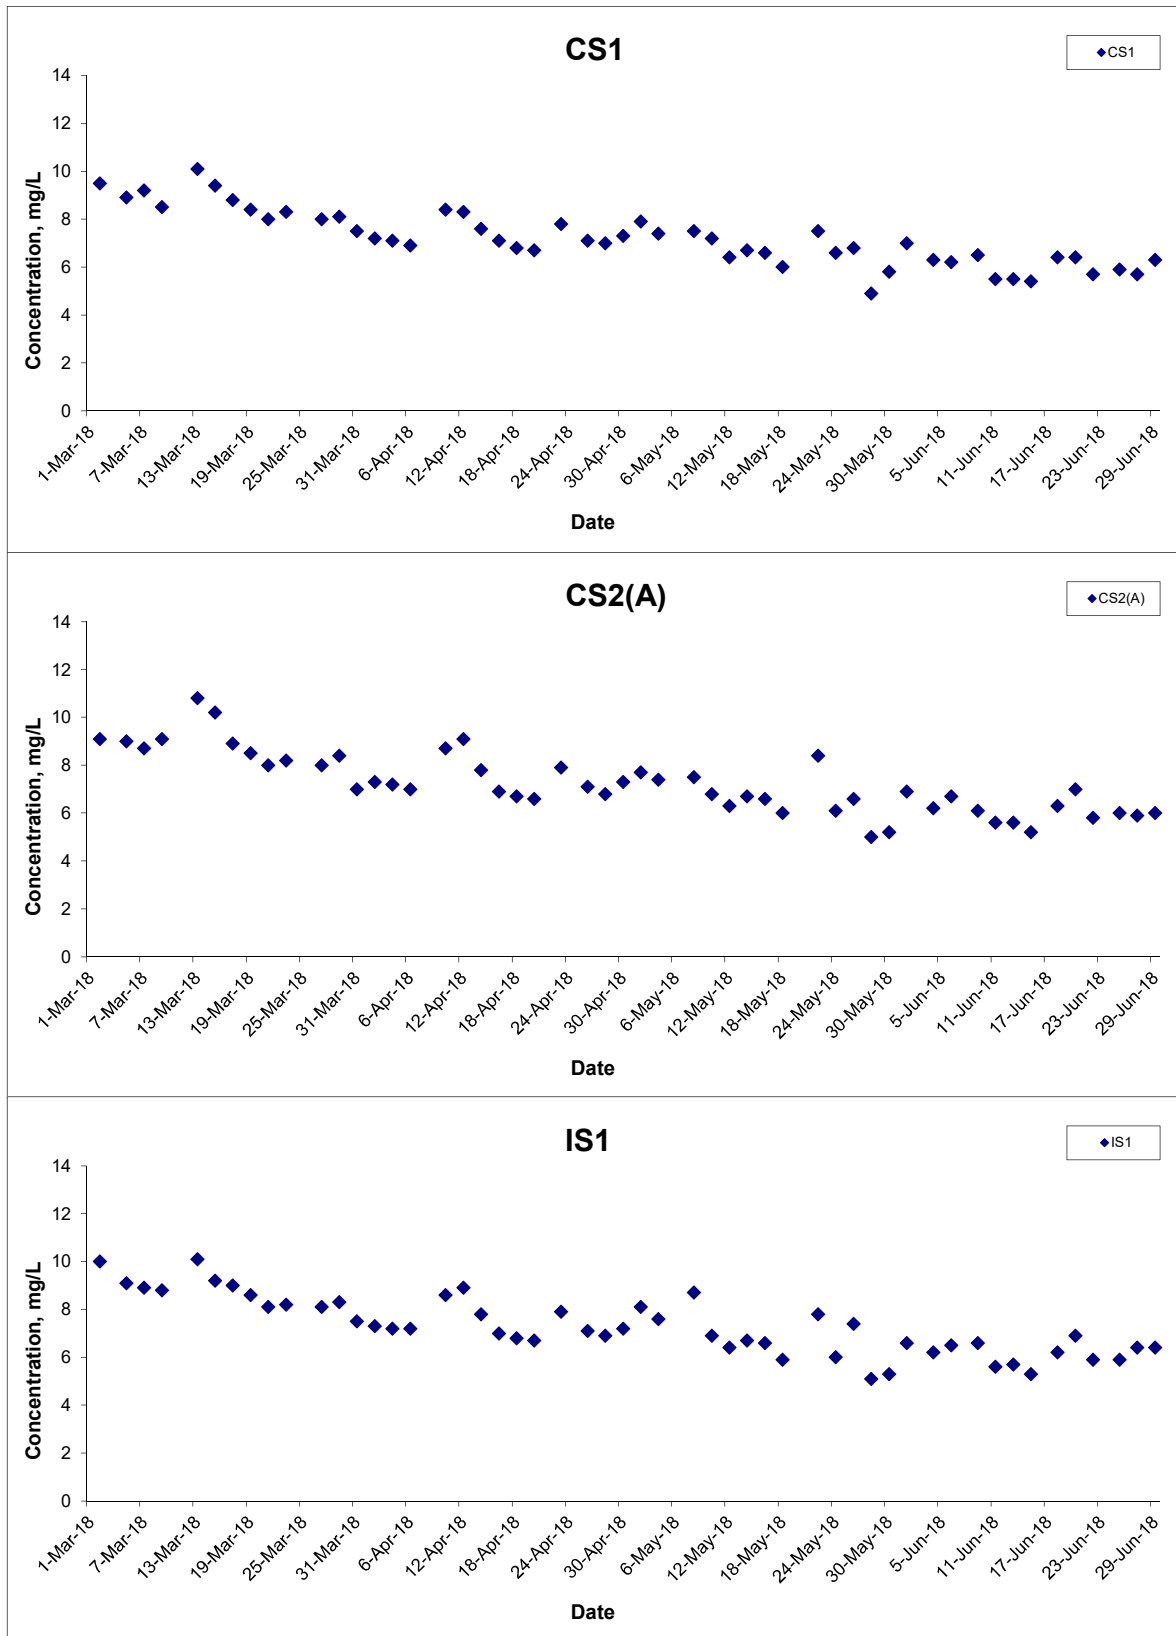 CS1
CS1
Concentration, mg/L
14
12
10
8
6
4
2
0
1-Mar-18
7-Mar-18
13-Mar-18
19-Mar-18
25-Mar-18
31-Mar-18
6-Apr-18
12-Apr-18
18-Apr-18
24-Apr-18
30-Apr-18
6-May-18
12-May-18
18-May-18
24-May-18
30-May-18
5-Jun-18
11-Jun-18
17-Jun-18
23-Jun-18
29-Jun-18
Date
CS2(A)
CS2(A)
Concentration, mg/L
14
12
10
8
6
4
2
0
1-Mar-18
7-Mar-18
13-Mar-18
19-Mar-18
25-Mar-18
31-Mar-18
6-Apr-18
12-Apr-18
18-Apr-18
24-Apr-18
30-Apr-18
6-May-18
12-May-18
18-May-18
24-May-18
30-May-18
5-Jun-18
11-Jun-18
17-Jun-18
23-Jun-18
29-Jun-18
Date
IS1
IS1
Concentration, mg/L
14
12
10
8
6
4
2
0
1-Mar-18
7-Mar-18
13-Mar-18
19-Mar-18
25-Mar-18
31-Mar-18
6-Apr-18
12-Apr-18
18-Apr-18
24-Apr-18
30-Apr-18
6-May-18
12-May-18
18-May-18
24-May-18
30-May-18
5-Jun-18
11-Jun-18
17-Jun-18
23-Jun-18
29-Jun-18
Date